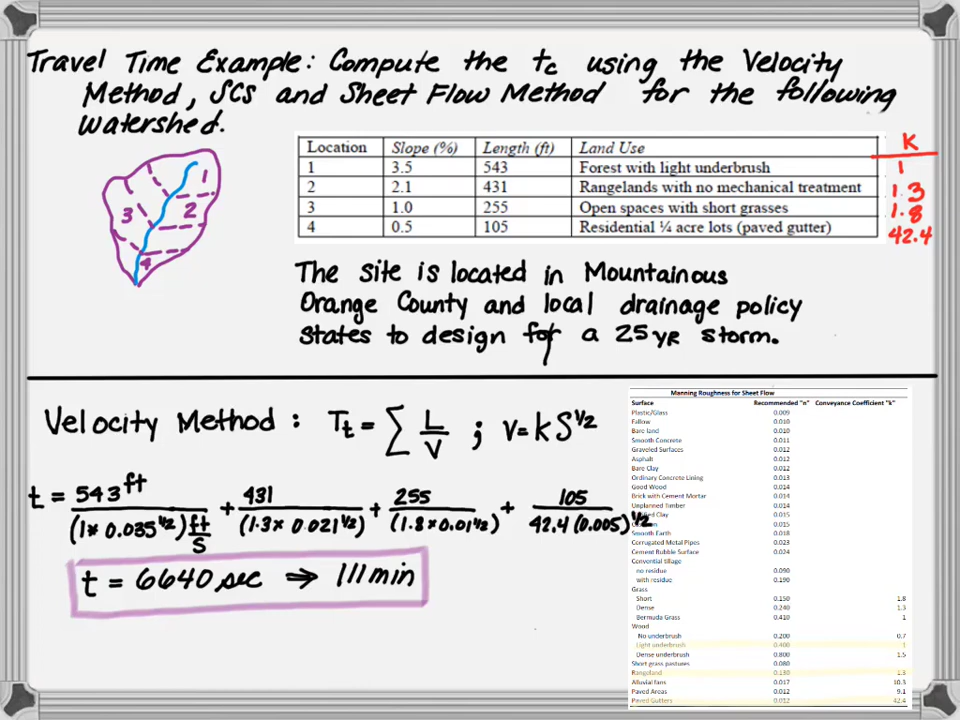 Travel Time Example: Compute the tc using the Velocity
Method, SCS and Sheet Flow Method for the following
watershed.
Location Slope (%) Length (ft) Land Use K
1 3.5 543 Forest with light underbrush 1
2 2.1 431 Rangelands with no mechanical treatment 1.3
3 1.0 255 Open spaces with short grasses 1.8
4 0.5 105 Residential ¼ acre lots (paved gutter) 42.4
1
2
3
4
The site is located in Mountainous
Orange County and local drainage policy
states to design for a 25 YR storm.
Velocity Method : Tt = ∑ L/V ; V = kS^1/2
t = 543 ft/(1* 0.035^1/2) ft/s + 431/(1.3 × 0.021^1/2) + 255/(1.8 × 0.01^1/2) + 105/42.4 (0.005)^1/2
t = 6640 sec ⇒ 111 min
Manning Roughness for Sheet Flow
Surface Recommended "n" Conveyance Coefficient "k"
Plastic/Glass 0.009
Fallow 0.010
Bare land 0.010
Smooth Concrete 0.011
Graveled Surfaces 0.012
Asphalt 0.012
Bare Clay 0.012
Ordinary Concrete Lining 0.013
Good Wood 0.014
Brick with Cement Mortar 0.014
Unplanned Timber 0.014
Clay 0.015
0.015
Smooth Earth 0.018
Corrugated Metal Pipes 0.023
Cement Rubble Surface 0.024
Convential tillage
no residue 0.090
with residue 0.190
Grass
Short 0.150 1.8
Dense 0.240 1.3
Bermuda Grass 0.410 1
Wood
No underbrush 0.200 0.7
Light underbrush 0.400 1
Dense underbrush 0.800 1.5
Short grass pastures 0.080
Rangeland 0.130 1.3
Alluvial fans 0.017 10.3
Paved Areas 0.012 9.1
Paved Gutters 0.012 42.4